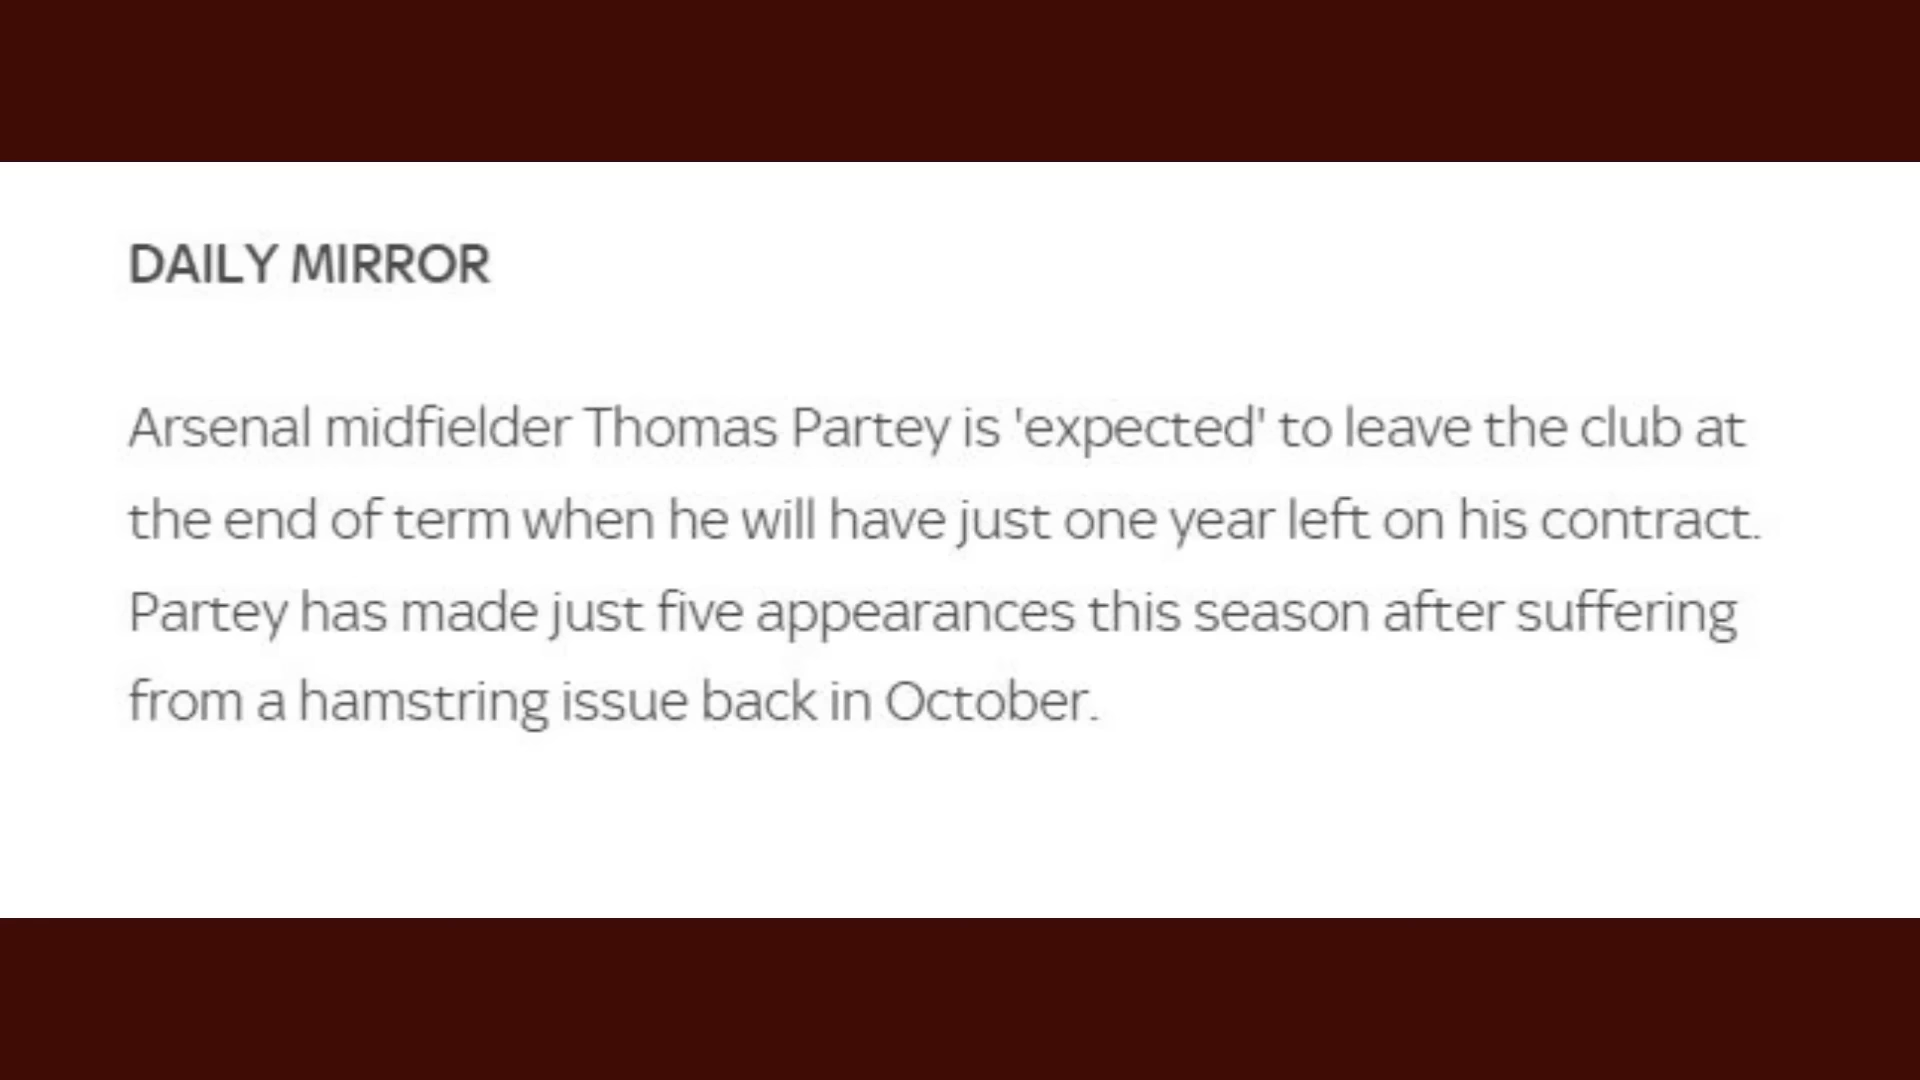 DAILY MIRROR
Arsenal midfielder Thomas Partey is 'expected' to leave the club at
the end of term when he will have just one year left on his contract.
Partey has made just five appearances this season after suffering
from a hamstring issue back in October.